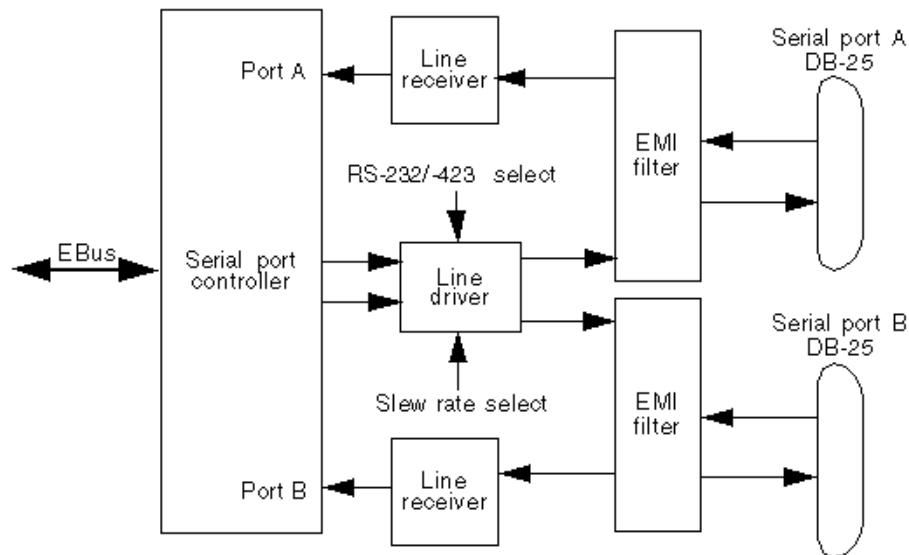 Serial port A
DB-25
Line
receiver
Port A
EMI
filter
RS-232/-423 select
EBus
Serial port
controller
Line
driver
Serial port B
DB-25
Slew rate select
EMI
filter
Line
receiver
Port B